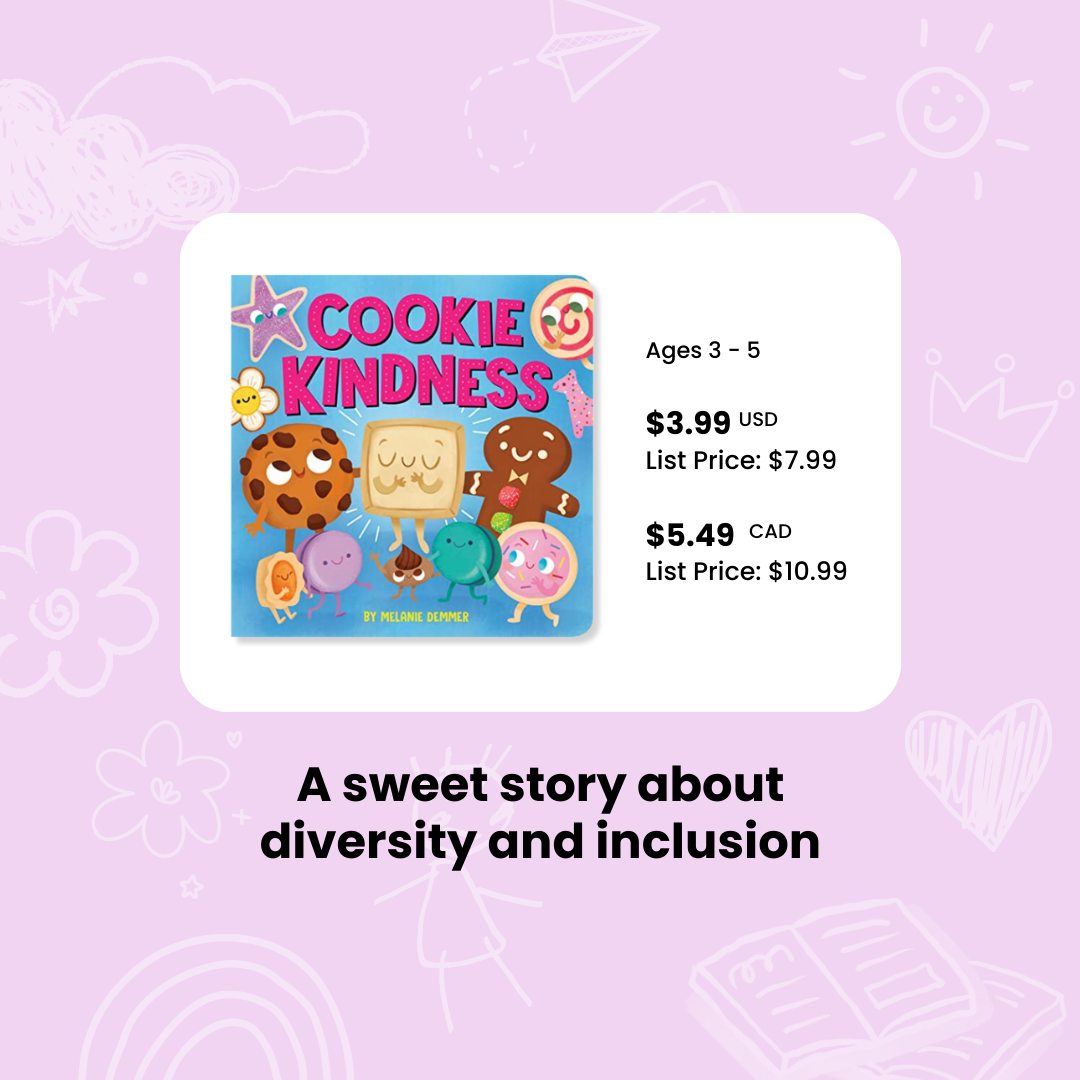 COOKIE
KINDNESS
BY MELANIE DEMMER
Ages 3 - 5
$3.99 USD
List Price: $7.99
$5.49 CAD
List Price: $10.99
A sweet story about
diversity and inclusion